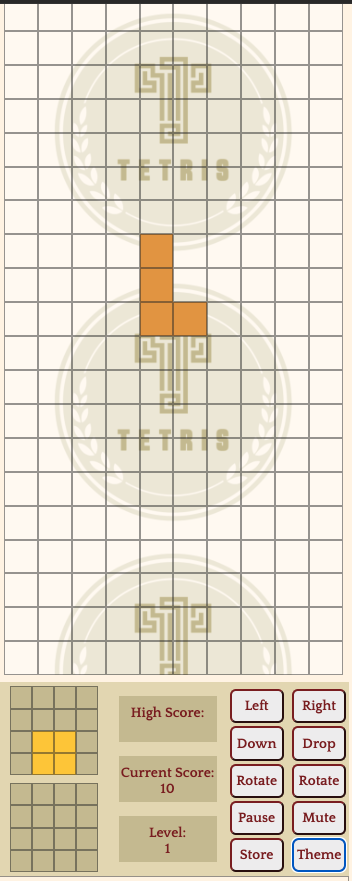 TETRIS
TETRIS
High Score:
Current Score:
10
Level:
1
Left
Right
Down
Drop
Rotate
Rotate
Pause
Mute
Store
Theme